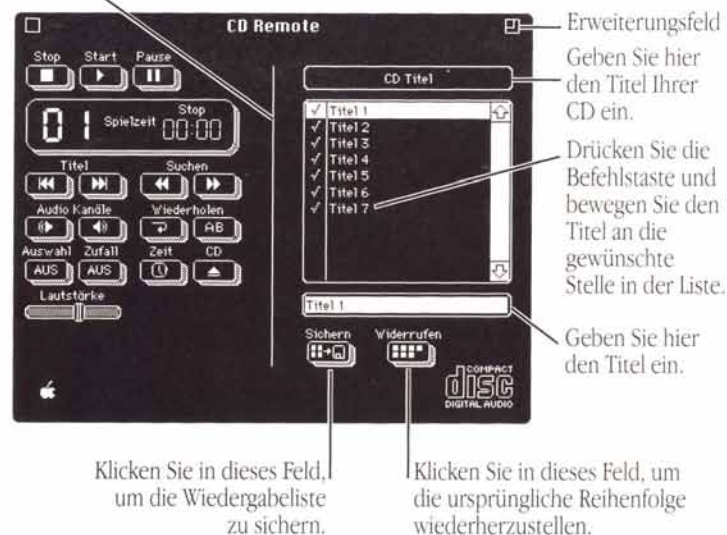 CD Remote
Erweiterungsfeld
Stop Start Pause
CD Titel
Geben Sie hier
den Titel Ihrer
CD ein.
01 Spielzeit Stop 00:00
✓ Titel 1
✓ Titel 2
✓ Titel 3
✓ Titel 4
✓ Titel 5
✓ Titel 6
✓ Titel 7
Drücken Sie die
Befehlstaste und
bewegen Sie den
Titel an die
gewünschte
Stelle in der Liste.
Titel Suchen
Audio Kanäle Wiederholen
AB
Auswahl Zufall Zeit CD
AUS AUS
Lautstärke
Titel 1
Geben Sie hier
den Titel ein.
Sichern Widerrufen
COMPACT
disc
DIGITAL AUDIO
Klicken Sie in dieses Feld,
um die Wiedergabeliste
zu sichern.
Klicken Sie in dieses Feld, um
die ursprüngliche Reihenfolge
wiederherzustellen.